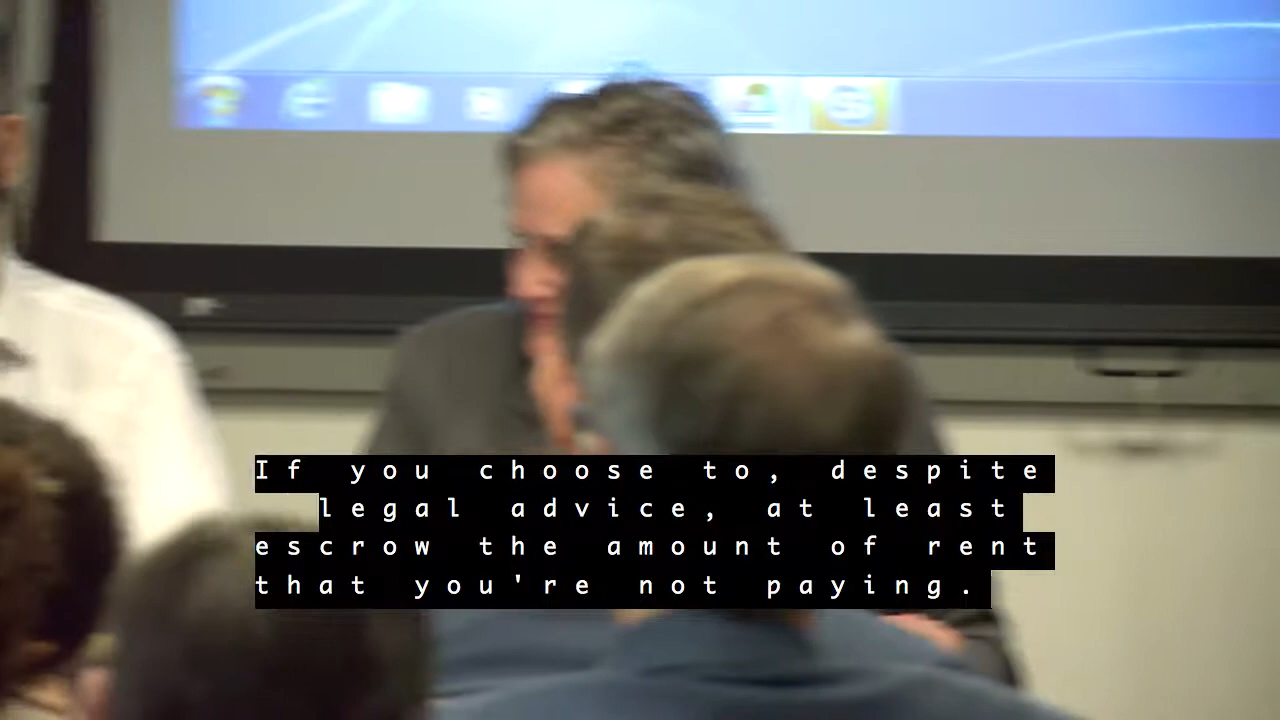 If you choose to, despite
legal advice, at least
escrow the amount of rent
that you're not paying.